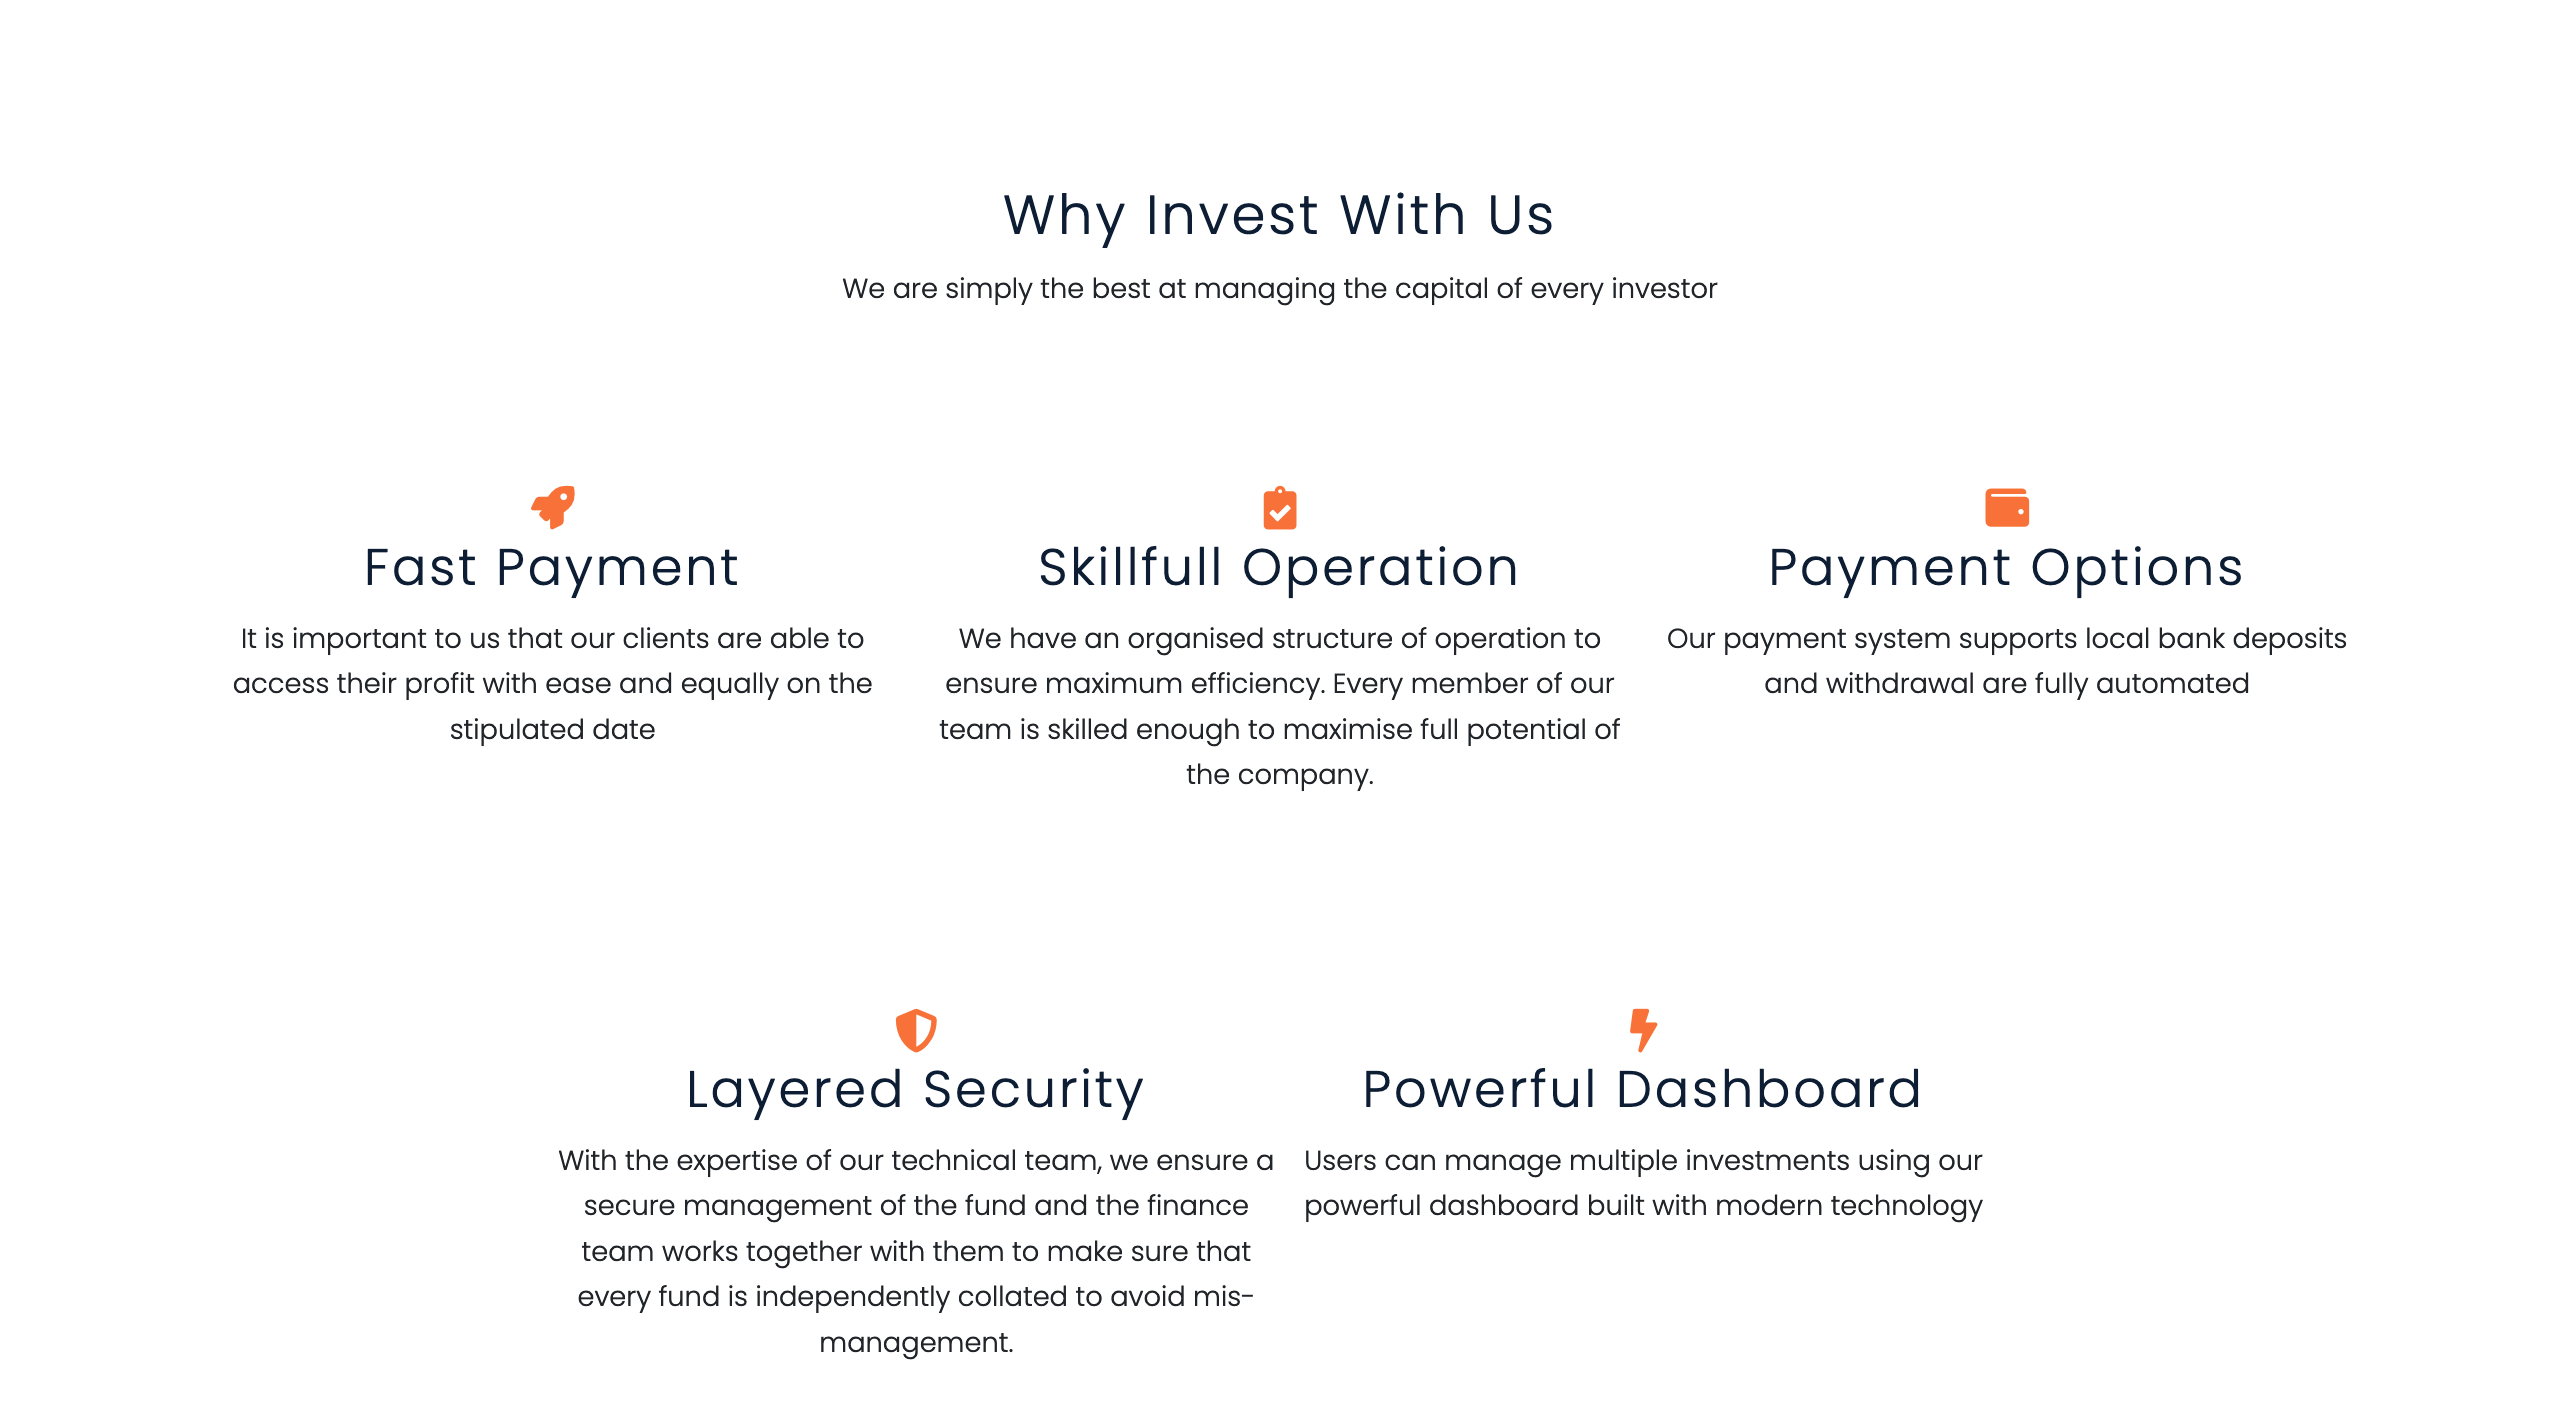 Why Invest With Us
We are simply the best at managing the capital of every investor
Fast Payment
It is important to us that our clients are able to
access their profit with ease and equally on the
stipulated date
Skillfull Operation
We have an organised structure of operation to
ensure maximum efficiency. Every member of our
team is skilled enough to maximise full potential of
the company.
Payment Options
Our payment system supports local bank deposits
and withdrawal are fully automated
Layered Security
With the expertise of our technical team, we ensure a
secure management of the fund and the finance
team works together with them to make sure that
every fund is independently collated to avoid mis-
management.
Powerful Dashboard
Users can manage multiple investments using our
powerful dashboard built with modern technology